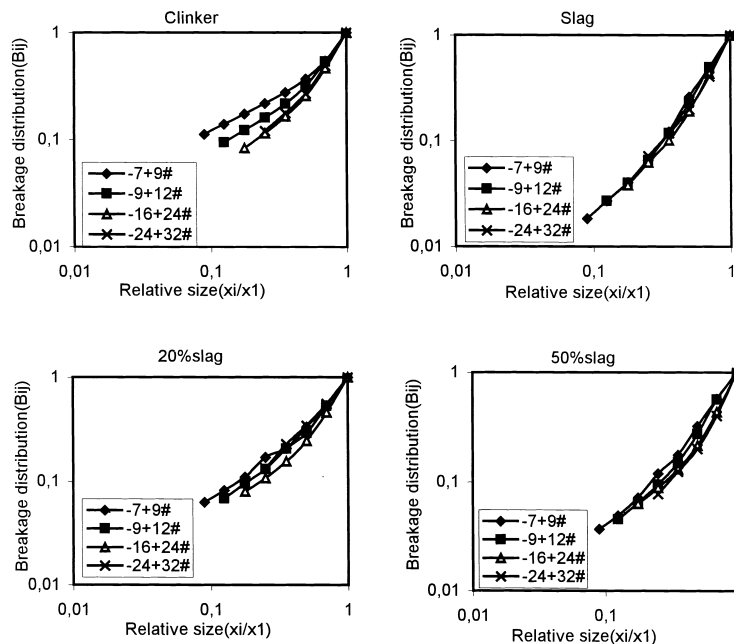 Clinker
Breakage distribution(Bij)
1
0,1
0,01
-7+9#
-9+12#
-16+24#
-24+32#
0,01 0,1 1
Relative size(xi/x1)
Slag
Breakage distribution(Bij)
1
0,1
0,01
-7+9#
-9+12#
-16+24#
-24+32#
0,01 0,1 1
Relative size(xi/x1)
20%slag
Breakage distribution(Bij)
1
0,1
0,01
-7+9#
-9+12#
-16+24#
-24+32#
0,01 0,1 1
Relative size(xi/x1)
50%slag
Breakage distribution(Bij)
1
0,1
0,01
-7+9#
-9+12#
-16+24#
-24+32#
0,01 0,1 1
Relative size(xi/x1)